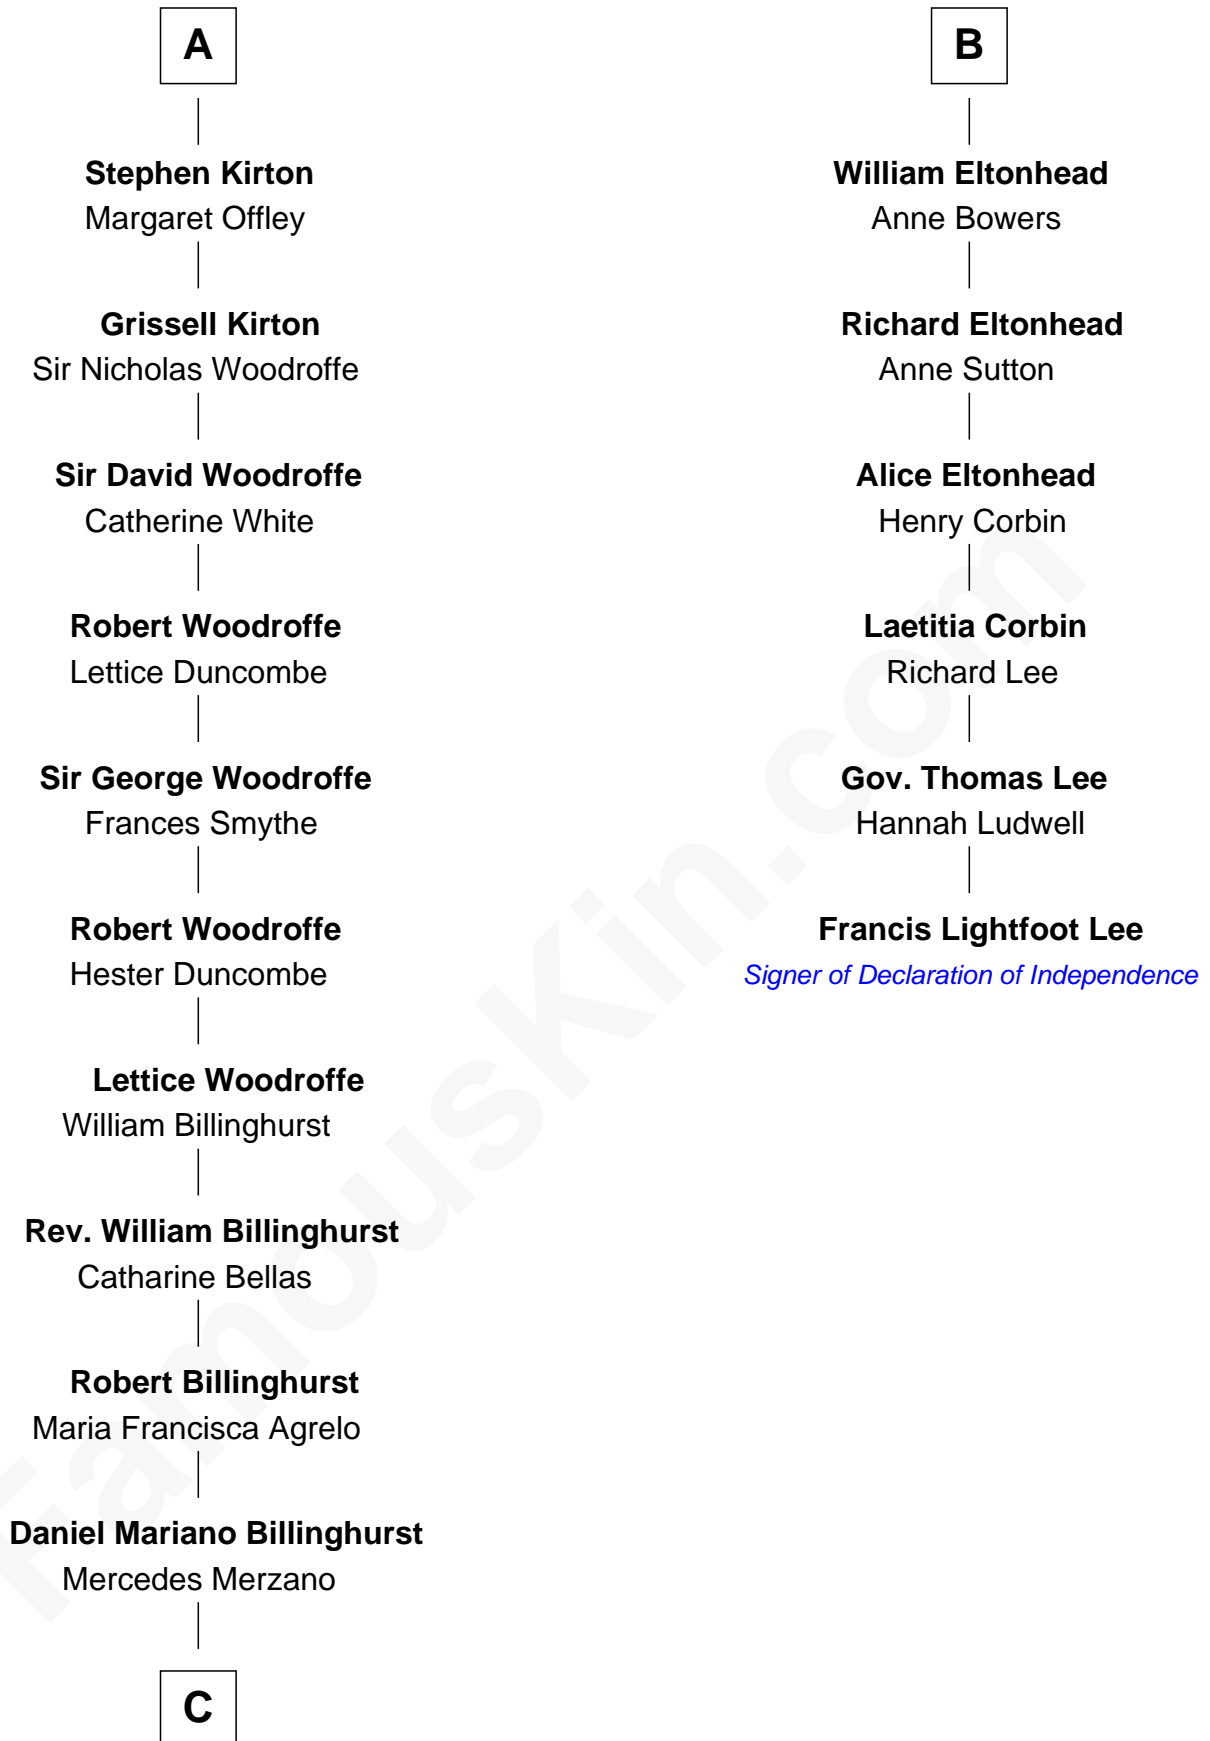 A
Stephen Kirton
Margaret Offley
Grissell Kirton
Sir Nicholas Woodroffe
Sir David Woodroffe
Catherine White
Robert Woodroffe
Lettice Duncombe
Sir George Woodroffe
Frances Smythe
Robert Woodroffe
Hester Duncombe
Lettice Woodroffe
William Billinghurst
Rev. William Billinghurst
Catharine Bellas
Robert Billinghurst
Maria Francisca Agrelo
Daniel Mariano Billinghurst
Mercedes Merzano
C
B
William Eltonhead
Anne Bowers
Richard Eltonhead
Anne Sutton
Alice Eltonhead
Henry Corbin
Laetitia Corbin
Richard Lee
Gov. Thomas Lee
Hannah Ludwell
Francis Lightfoot Lee
Signer of Declaration of Independence
FamousKin.com